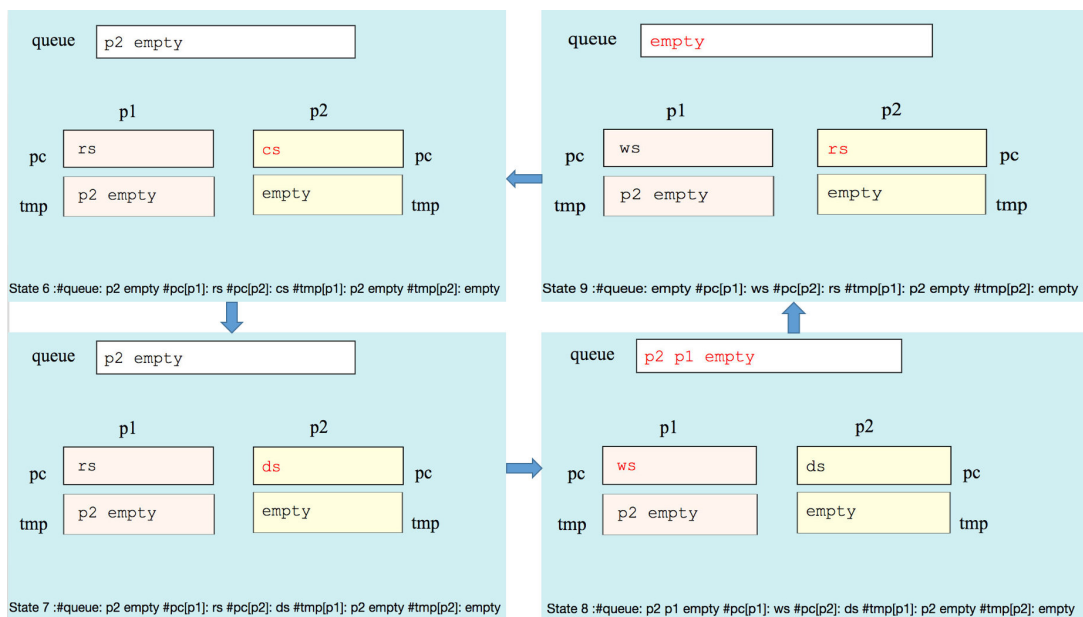 queue p2 empty
p1 p2
pc rs cs pc
tmp p2 empty empty tmp
State 6 :#queue: p2 empty #pc[p1]: rs #pc[p2]: cs #tmp[p1]: p2 empty #tmp[p2]: empty
queue empty
p1 p2
pc ws rs pc
tmp p2 empty empty tmp
State 9 :#queue: empty #pc[p1]: ws #pc[p2]: rs #tmp[p1]: p2 empty #tmp[p2]: empty
queue p2 empty
p1 p2
pc rs ds pc
tmp p2 empty empty tmp
State 7 :#queue: p2 empty #pc[p1]: rs #pc[p2]: ds #tmp[p1]: p2 empty #tmp[p2]: empty
queue p2 p1 empty
p1 p2
pc ws ds pc
tmp p2 empty empty tmp
State 8 :#queue: p2 p1 empty #pc[p1]: ws #pc[p2]: ds #tmp[p1]: p2 empty #tmp[p2]: empty